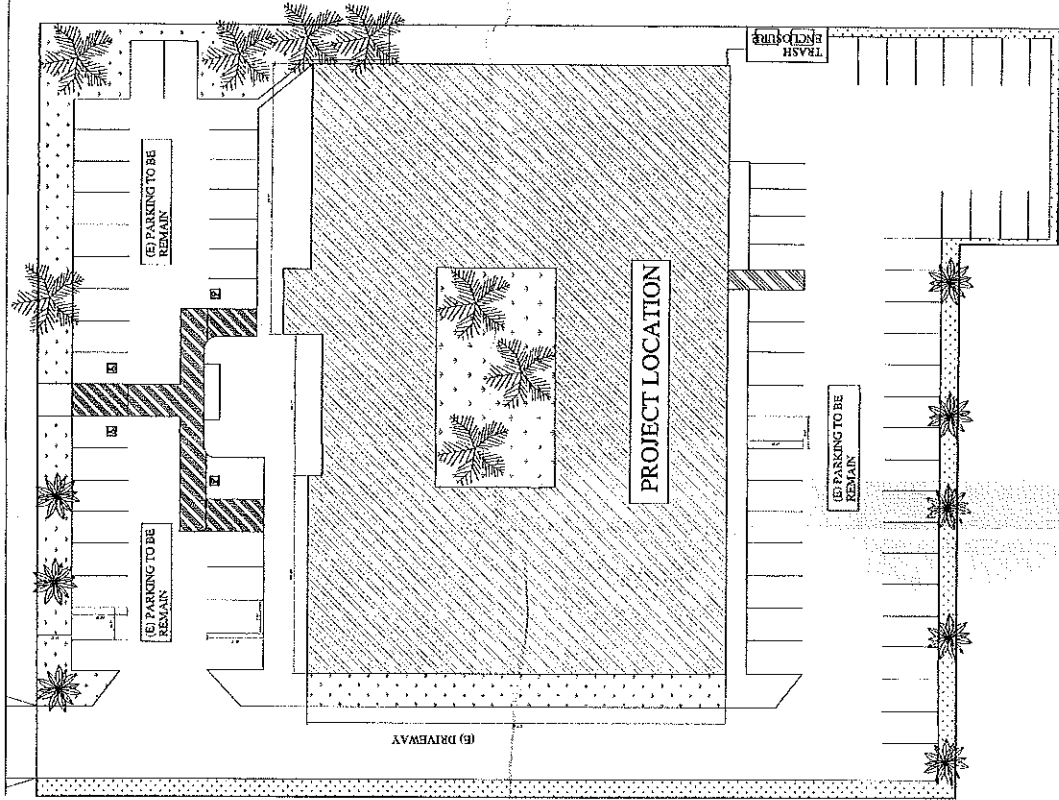 TRASH
ENCLOSURE
(E) PARKING TO BE
REMAIN
(E) PARKING TO BE
REMAIN
PROJECT LOCATION
(E) PARKING TO BE
REMAIN
(E) DRIVEWAY